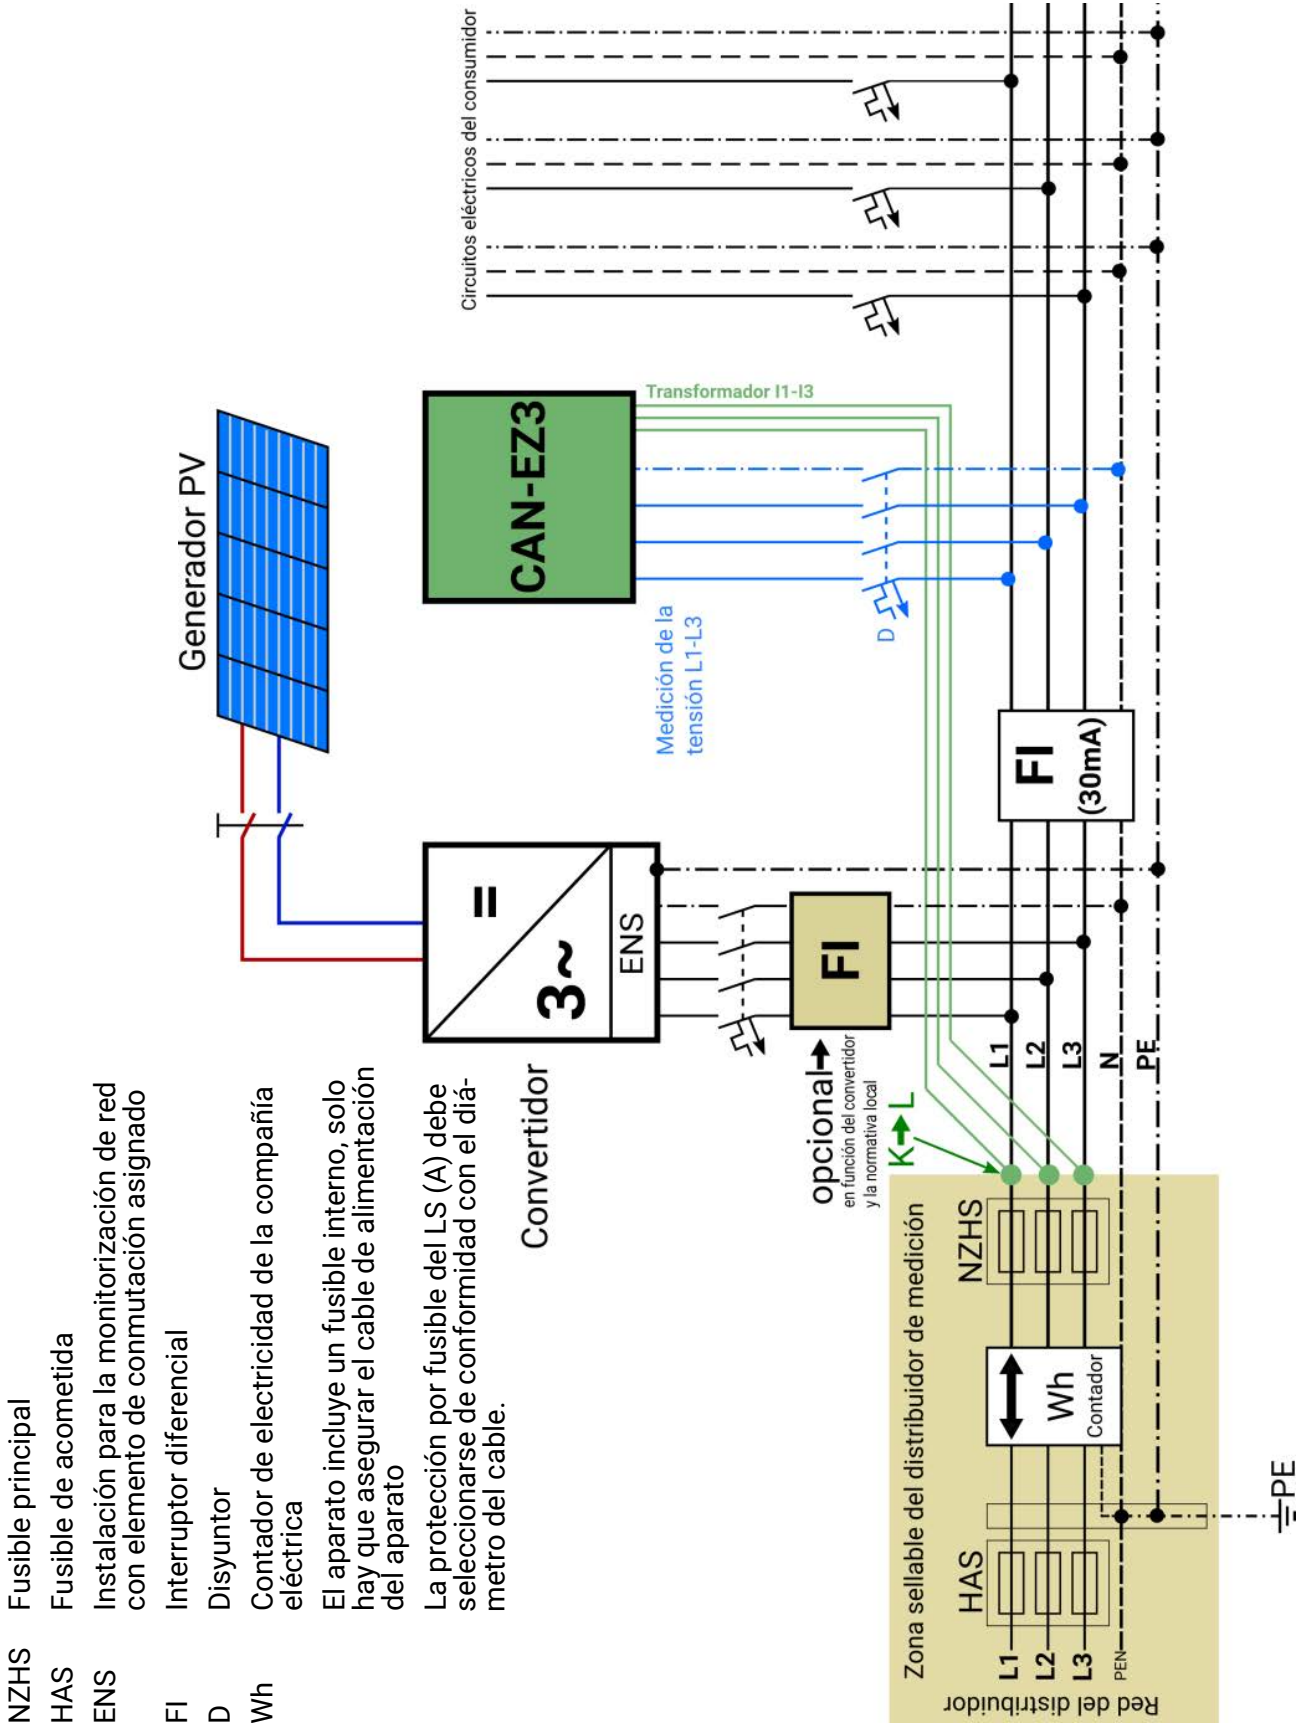 NZHS Fusible principal
HAS Fusible de acometida
ENS Instalación para la monitorización de red
con elemento de conmutación asignado
FI Interruptor diferencial
D Disyuntor
Wh Contador de electricidad de la compañía
eléctrica
El aparato incluye un fusible interno, solo
hay que asegurar el cable de alimentación
del aparato
La protección por fusible del LS (A) debe
seleccionarse de conformidad con el diá-
metro del cable.
Generador PV
Convertidor
=
3~
ENS
CAN-EZ3
Circuitos eléctricos del consumidor
Transformador I1-I3
Medición de la
tensión L1-L3
D
FI
opcional
en función del convertidor
y la normativa local
K L
L1
L2
L3
N
PE
FI
(30mA)
Zona sellable del distribuidor de medición
HAS
NZHS
Wh
Contador
L1
L2
L3
PEN
Red del distribuidor
PE